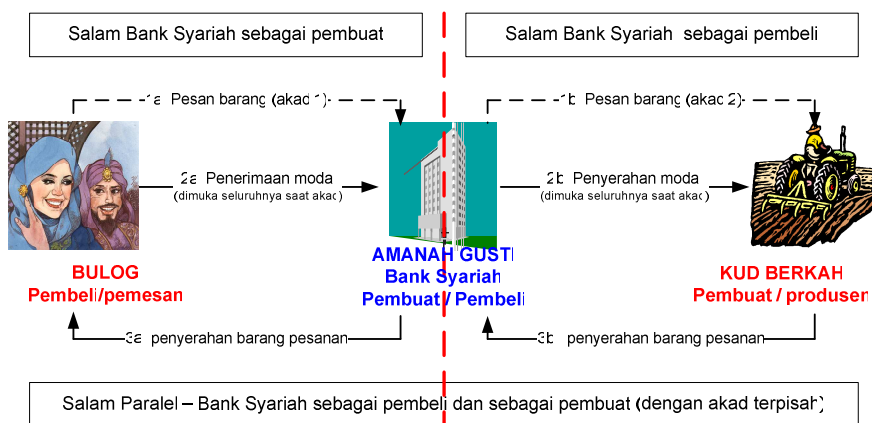 Salam Bank Syariah sebagai pembuat
Salam Bank Syariah sebagai pembeli
1a Pesan barang (akad 1)
1b Pesan barang (akad 2)
2a Penerimaan moda
(dimuka seluruhnya saat akad)
2b Penyerahan moda
(dimuka seluruhnya saat akad)
BULOG
Pembeli/pemesan
AMANAH GUSTI
Bank Syariah
Pembuat / Pembeli
KUD BERKAH
Pembuat / produsen
3a penyerahan barang pesanan
3b penyerahan barang pesanan
Salam Paralel – Bank Syariah sebagai pembeli dan sebagai pembuat (dengan akad terpisah)